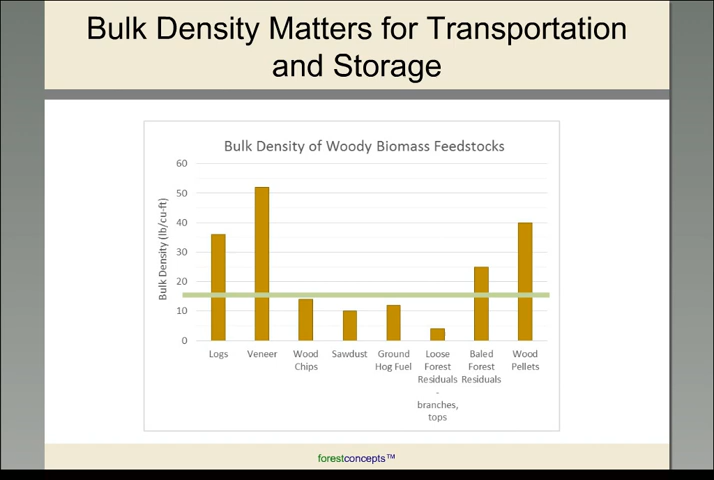 Bulk Density Matters for Transportation
and Storage
Bulk Density of Woody Biomass Feedstocks
Bulk Density (lb/cu-ft)
60
50
40
30
20
10
0
Logs
Veneer
Wood
Chips
Sawdust
Ground
Hog Fuel
Loose
Forest
Residuals
-
branches,
tops
Baled
Forest
Residuals
Wood
Pellets
forestconcepts™